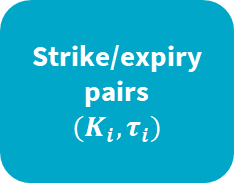 Strike/expiry
pairs
(K_i, τ_i)